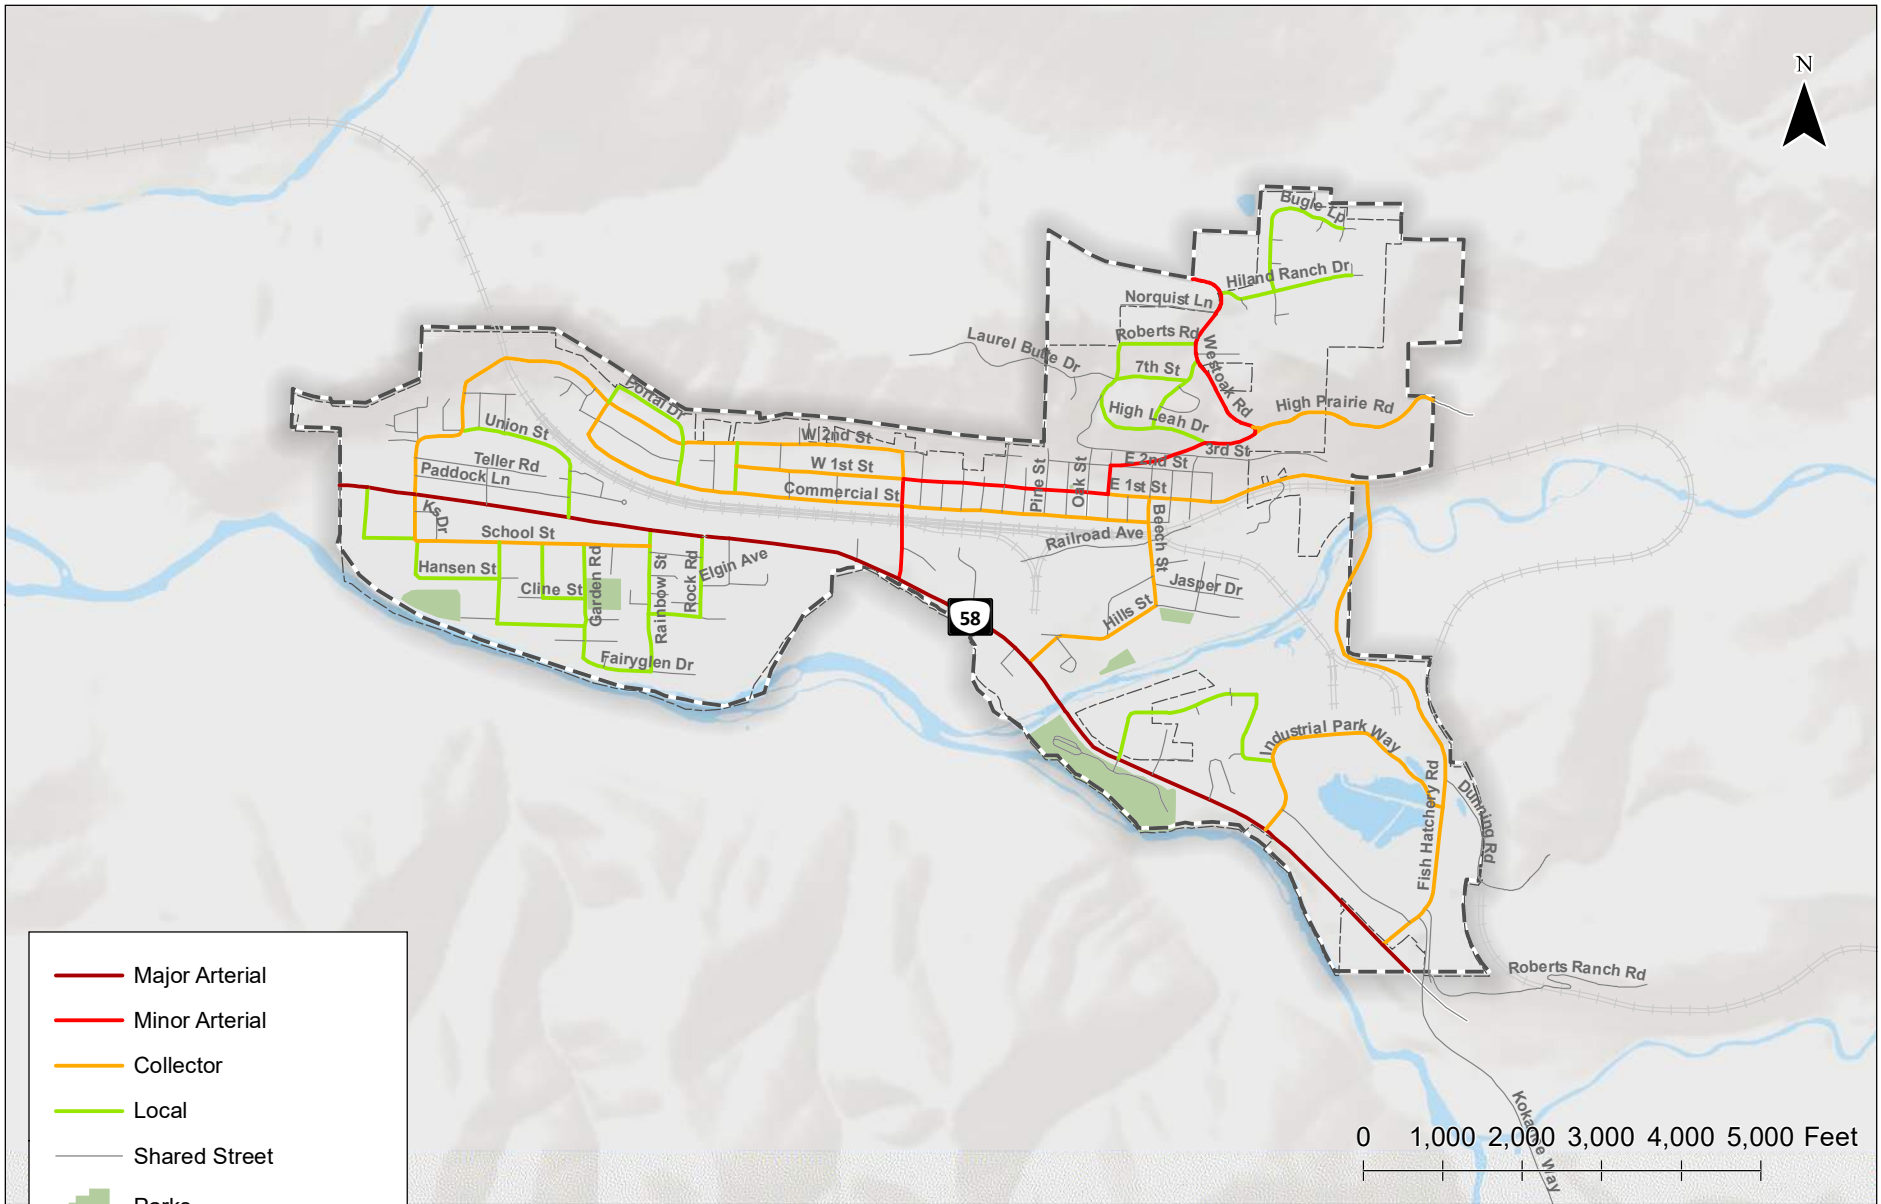 N
Bugle Lp
Hiland Ranch Dr
Norquist Ln
Roberts Rd
Laurel Butte Dr
Westoak Rd
7th St
Portal Dr
High Prairie Rd
High Leah Dr
Union St
W 2nd St
3rd St
E 2nd St
Teller Rd
W 1st St
Paddock Ln
Pine St
Oak St
Commercial St
E 1st St
Ks Dr
School St
Beech St
Railroad Ave
Hansen St
Elgin Ave
Rock Rd
Garden Rd
Rainbow St
Cline St
Jasper Dr
Hills St
58
Fairyglen Dr
Industrial Park Way
Fish Hatchery Rd
Dunning Rd
Roberts Ranch Rd
Kokanee Way
Major Arterial
Minor Arterial
Collector
Local
Shared Street
Parks
0 1,000 2,000 3,000 4,000 5,000 Feet